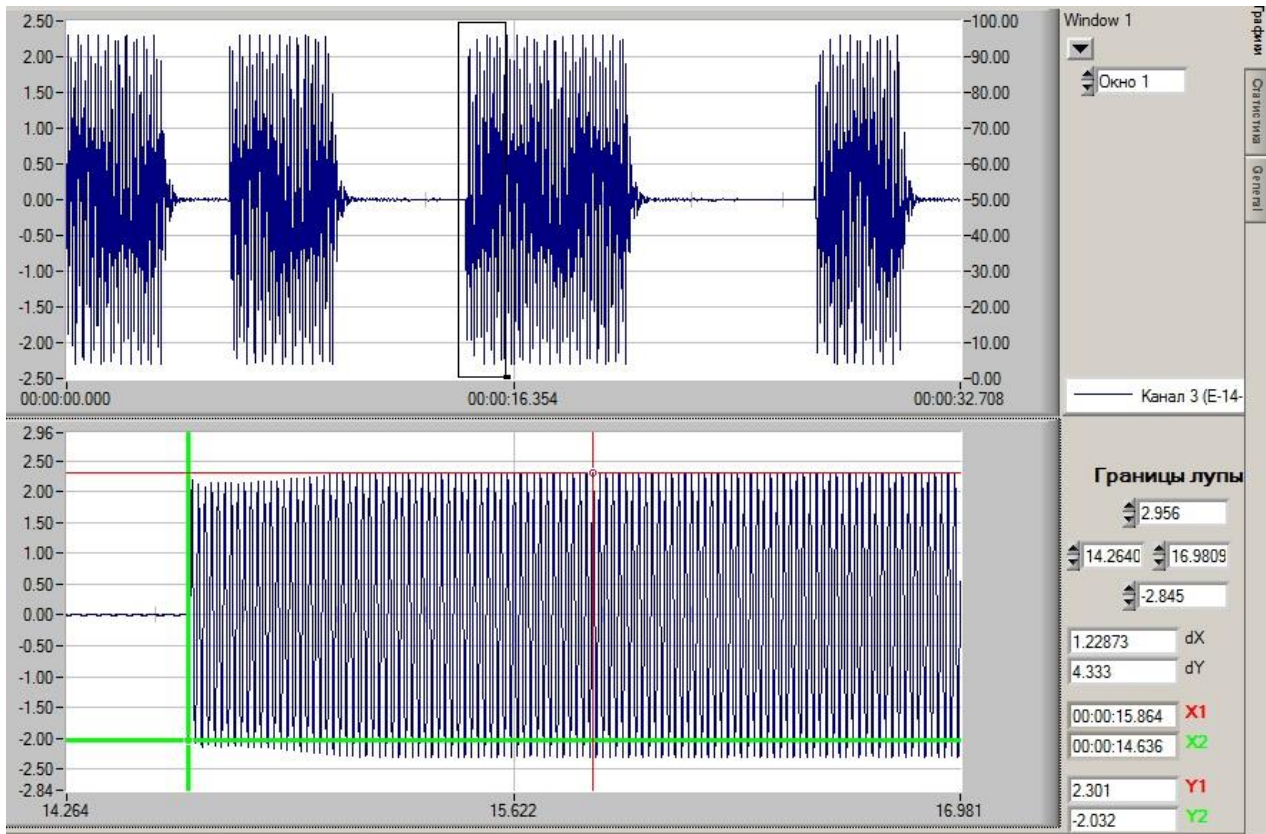 2.50
2.00
1.50
1.00
0.50
0.00
-0.50
-1.00
-1.50
-2.00
-2.50
100.00
90.00
80.00
70.00
60.00
50.00
40.00
30.00
20.00
10.00
0.00
00:00:00.000 00:00:16.354 00:00:32.708
Window 1
Окно 1
Графики
Статистика
General
Канал 3 (E-14-
2.96
2.50
2.00
1.50
1.00
0.50
0.00
-0.50
-1.00
-1.50
-2.00
-2.50
-2.84
14.264 15.622 16.981
Границы лупы
2.956
14.2640 16.9809
-2.845
1.22873 dX
4.333 dY
00:00:15.864 X1
00:00:14.636 X2
2.301 Y1
-2.032 Y2